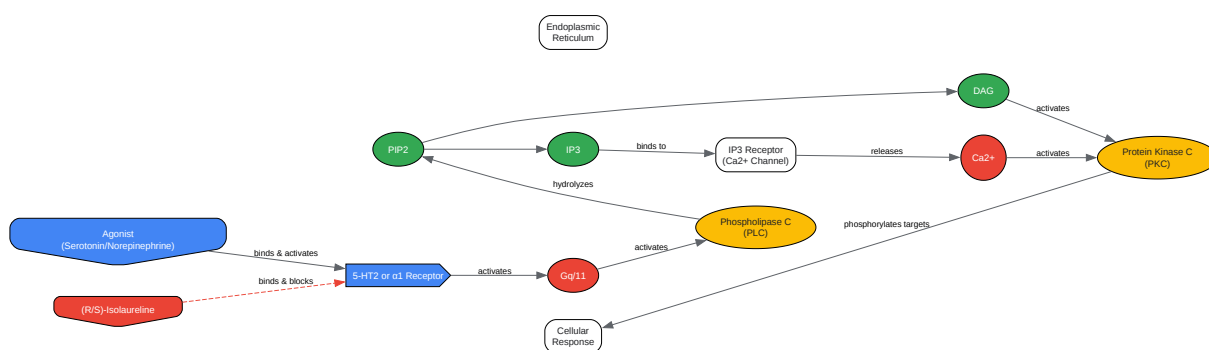 Endoplasmic
Reticulum
DAG
activates
PIP2
IP3
binds to
IP3 Receptor
(Ca2+ Channel)
releases
Ca2+
activates
Protein Kinase C
(PKC)
hydrolyzes
Phospholipase C
(PLC)
phosphorylates targets
Agonist
(Serotonin/Norepinephrine)
binds & activates
activates
5-HT2 or α1 Receptor
activates
Gq/11
binds & blocks
(R/S)-Isolaureline
Cellular
Response